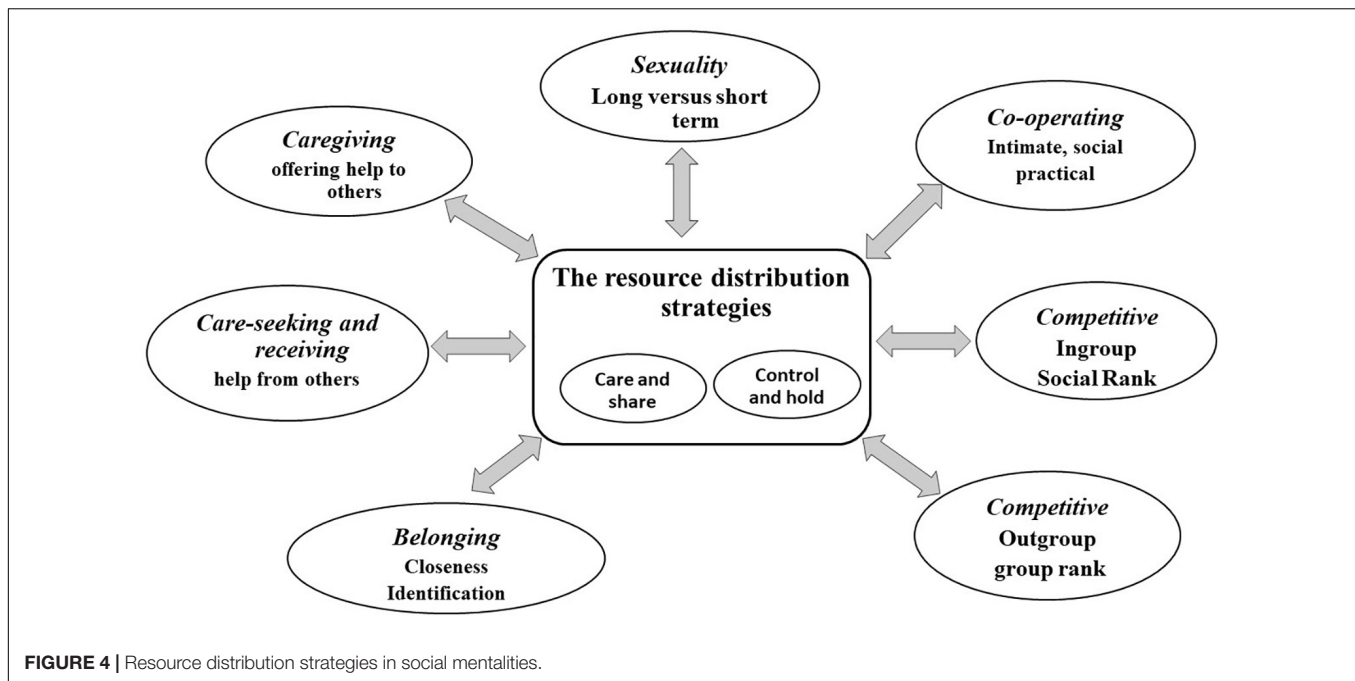 Sexuality
Long versus short
term
Caregiving
offering help to
others
Co-operating
Intimate, social
practical
The resource distribution
strategies
Care and
share
Control
and hold
Care-seeking and
receiving
help from others
Competitive
Ingroup
Social Rank
Belonging
Closeness
Identification
Competitive
Outgroup
group rank
FIGURE 4 | Resource distribution strategies in social mentalities.